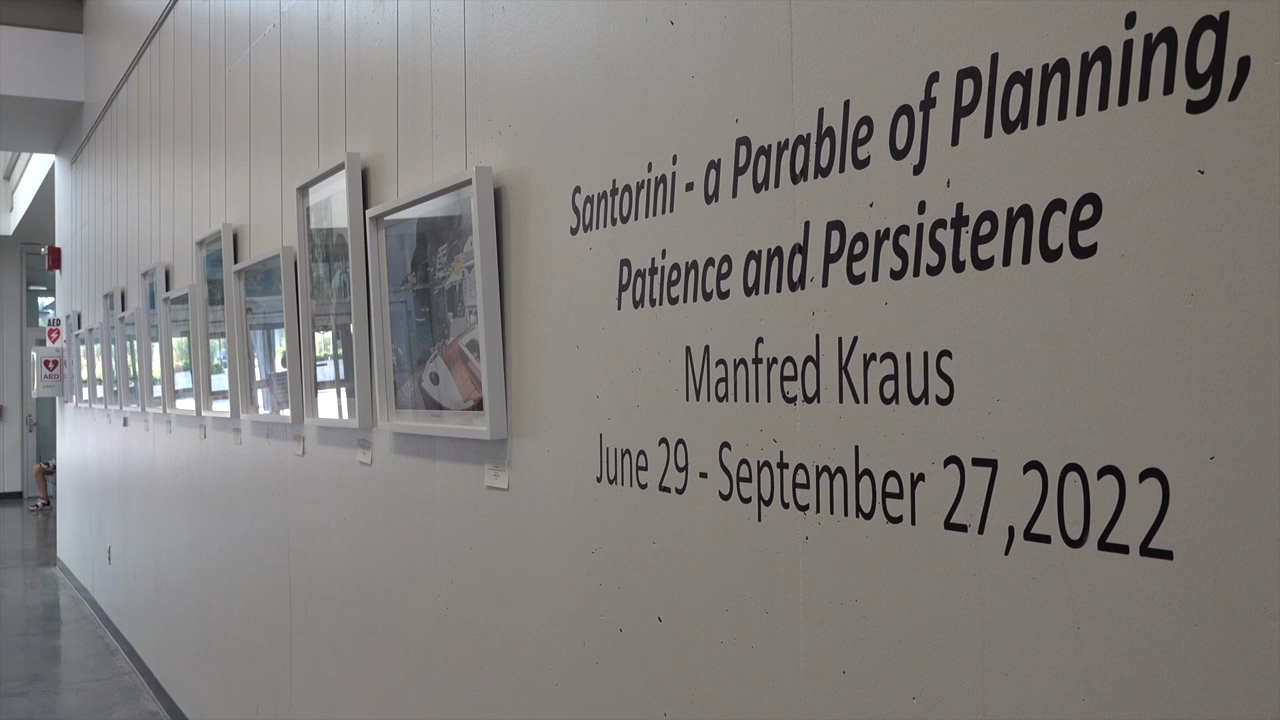 Santorini - a Parable of Planning,
Patience and Persistence
Manfred Kraus
June 29 - September 27,2022
AED
AED